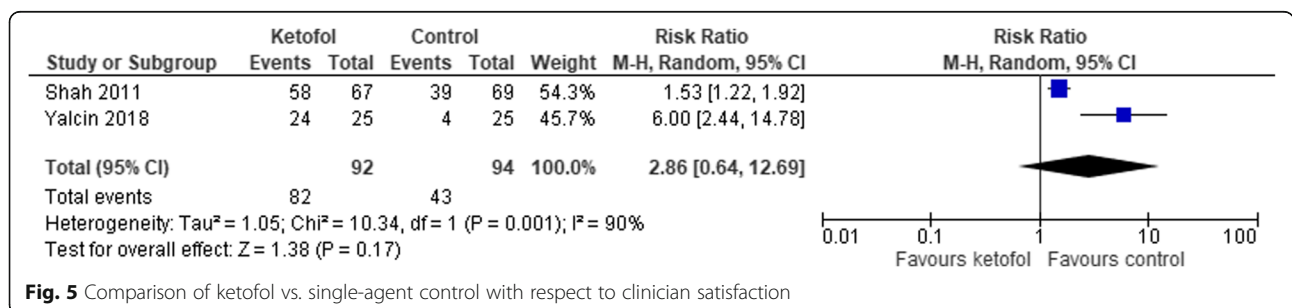 Ketofol Control Risk Ratio Risk Ratio
Study or Subgroup Events Total Events Total Weight M-H, Random, 95% CI M-H, Random, 95% CI
Shah 2011 58 67 39 69 54.3% 1.53 [1.22, 1.92]
Yalcin 2018 24 25 4 25 45.7% 6.00 [2.44, 14.78]
Total (95% CI) 92 94 100.0% 2.86 [0.64, 12.69]
Total events 82 43
Heterogeneity: Tau² = 1.05; Chi² = 10.34, df = 1 (P = 0.001); I² = 90%
Test for overall effect: Z = 1.38 (P = 0.17)
0.01 0.1 1 10 100
Favours ketofol Favours control
Fig. 5 Comparison of ketofol vs. single-agent control with respect to clinician satisfaction